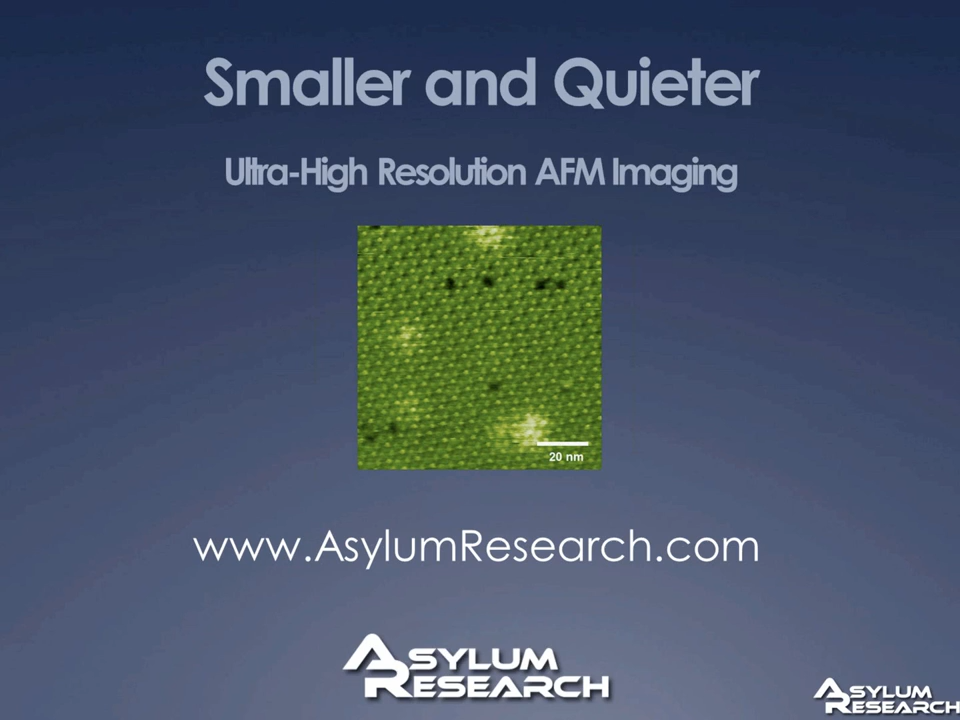 Smaller and Quieter
Ultra-High Resolution AFM Imaging
20 nm
www.AsylumResearch.com
ASYLUM
RESEARCH
ASYLUM
RESEARCH